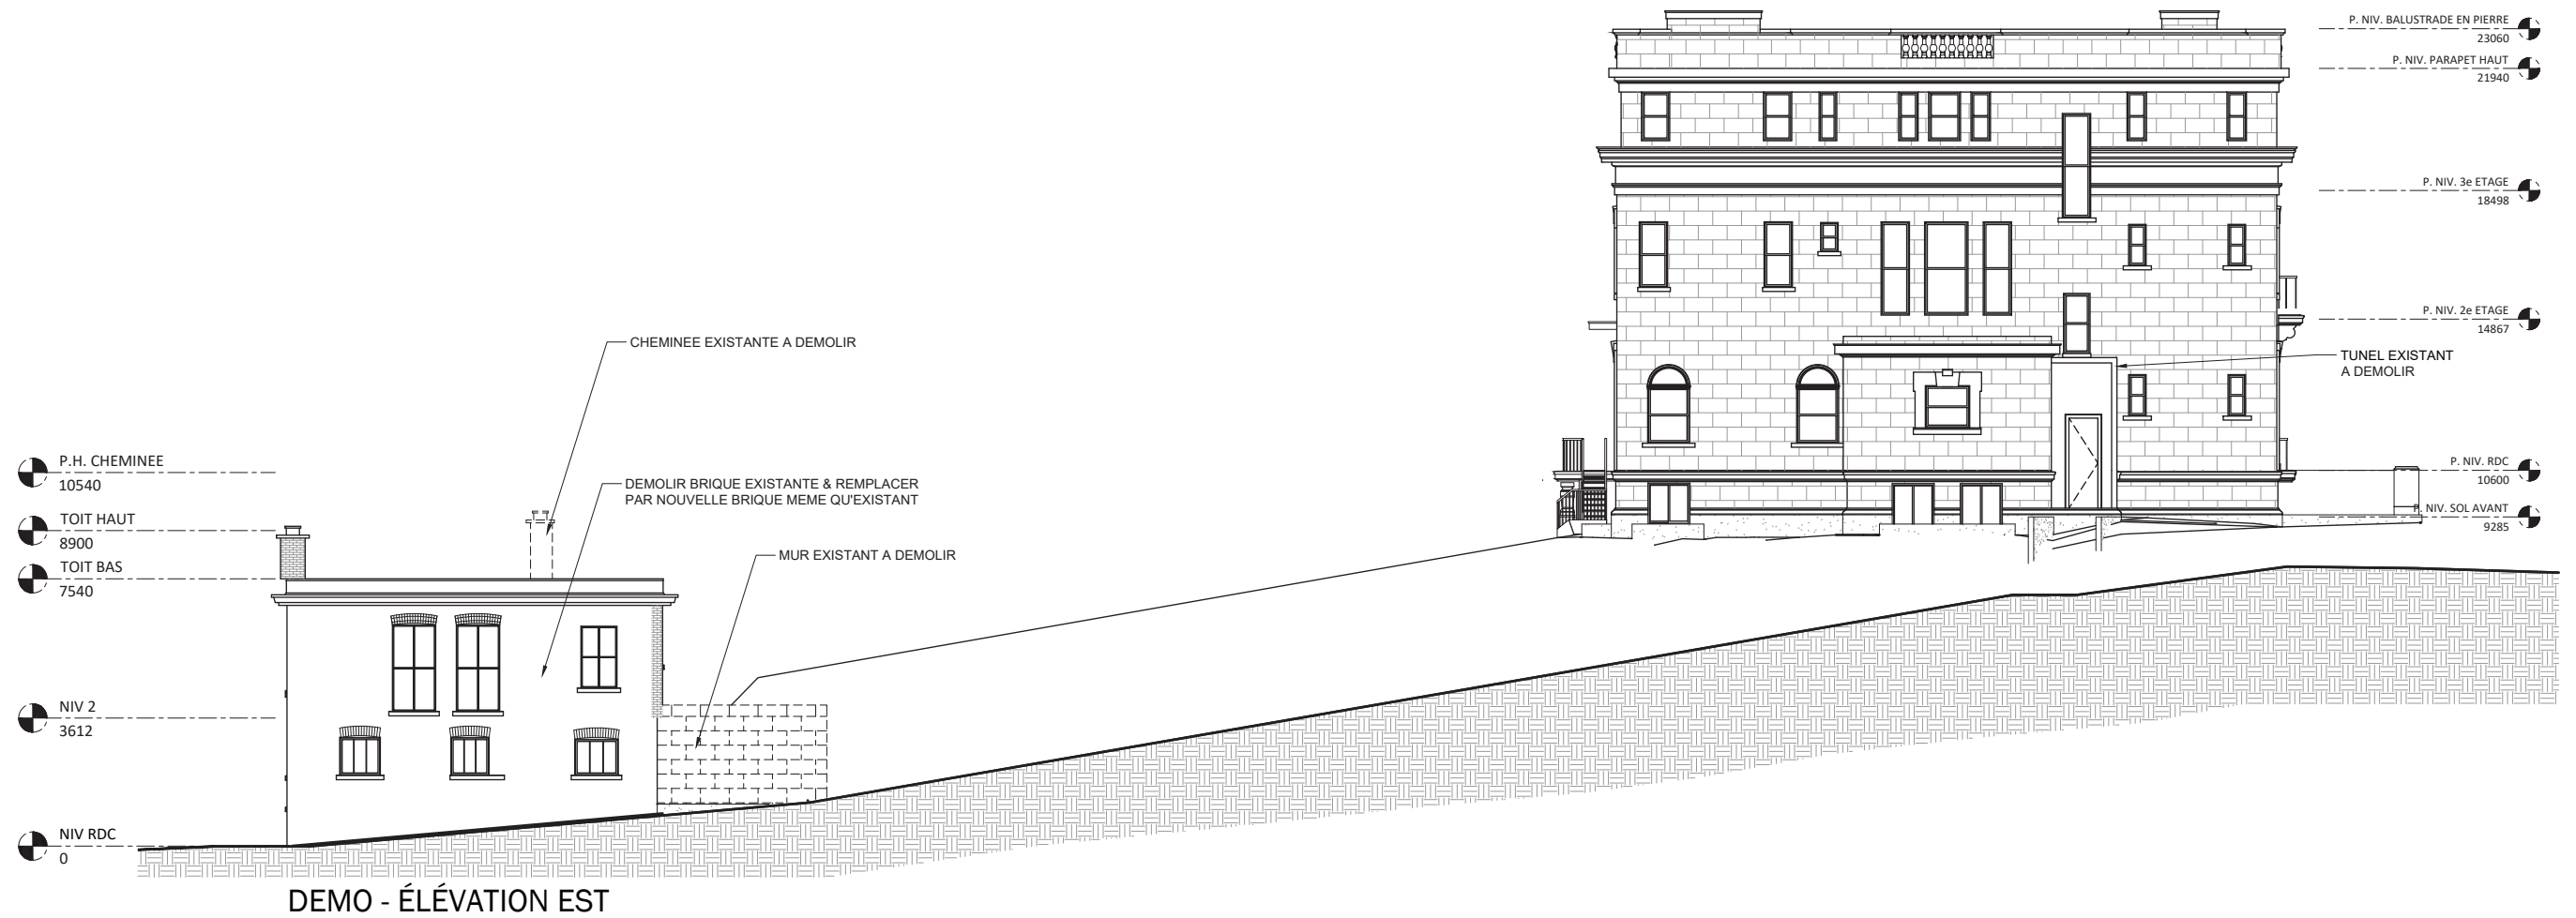 P. NIV. BALUSTRADE EN PIERRE
23060
P. NIV. PARAPET HAUT
21940
P. NIV. 3e ETAGE
18498
P. NIV. 2e ETAGE
14867
TUNEL EXISTANT
A DEMOLIR
P. NIV. RDC
10600
P. NIV. SOL AVANT
9285
CHEMINEE EXISTANTE A DEMOLIR
DEMOLIR BRIQUE EXISTANTE & REMPLACER
PAR NOUVELLE BRIQUE MEME QU'EXISTANT
MUR EXISTANT A DEMOLIR
P.H. CHEMINEE
10540
TOIT HAUT
8900
TOIT BAS
7540
NIV 2
3612
NIV RDC
0
DEMO - ÉLÉVATION EST